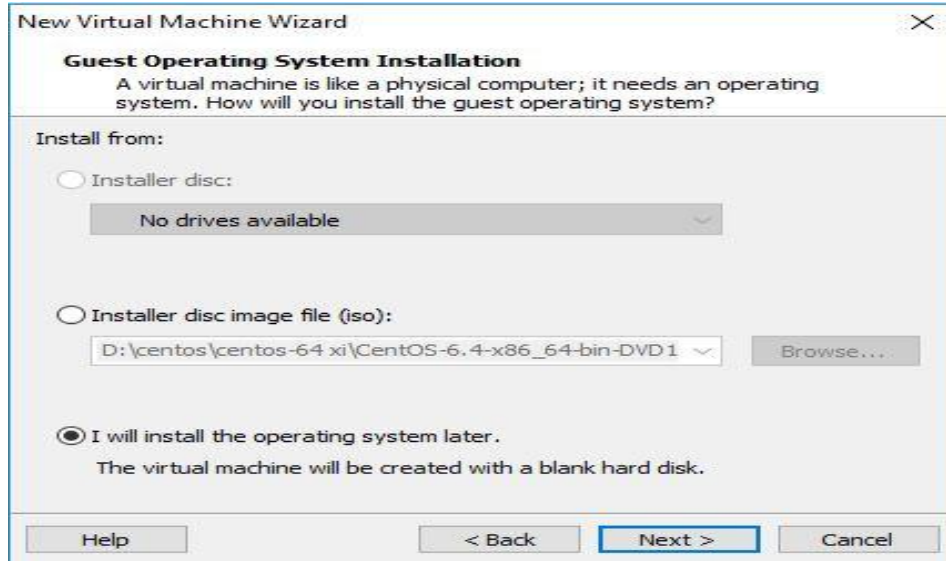 New Virtual Machine Wizard
Guest Operating System Installation
A virtual machine is like a physical computer; it needs an operating
system. How will you install the guest operating system?
Install from:
Installer disc:
No drives available
Installer disc image file (iso):
D:\centos\centos-64 xi\CentOS-6.4-x86_64-bin-DVD1
Browse...
I will install the operating system later.
The virtual machine will be created with a blank hard disk.
Help
< Back
Next >
Cancel